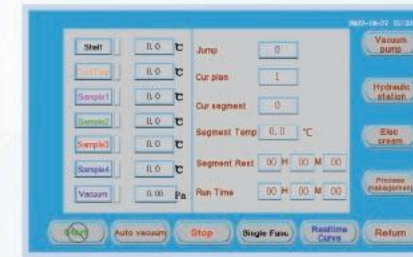 Shelf 0.0 ℃
0.0 ℃
Sample1 0.0 ℃
Sample2 0.0 ℃
Sample3 0.0 ℃
Sample4 0.0 ℃
Vacuum 0.00 Pa
Jump 0
Cur plan 1
Cur segment 0
Segment Temp 0.0 ℃
Segment Rest 00 H 00 M 00
Run Time 00 H 00 M 00
Vacuum
pump
Hydraulic
station
Process
management
Start
Auto vacuum
Stop
Single Func
Realtime
Curve
Return